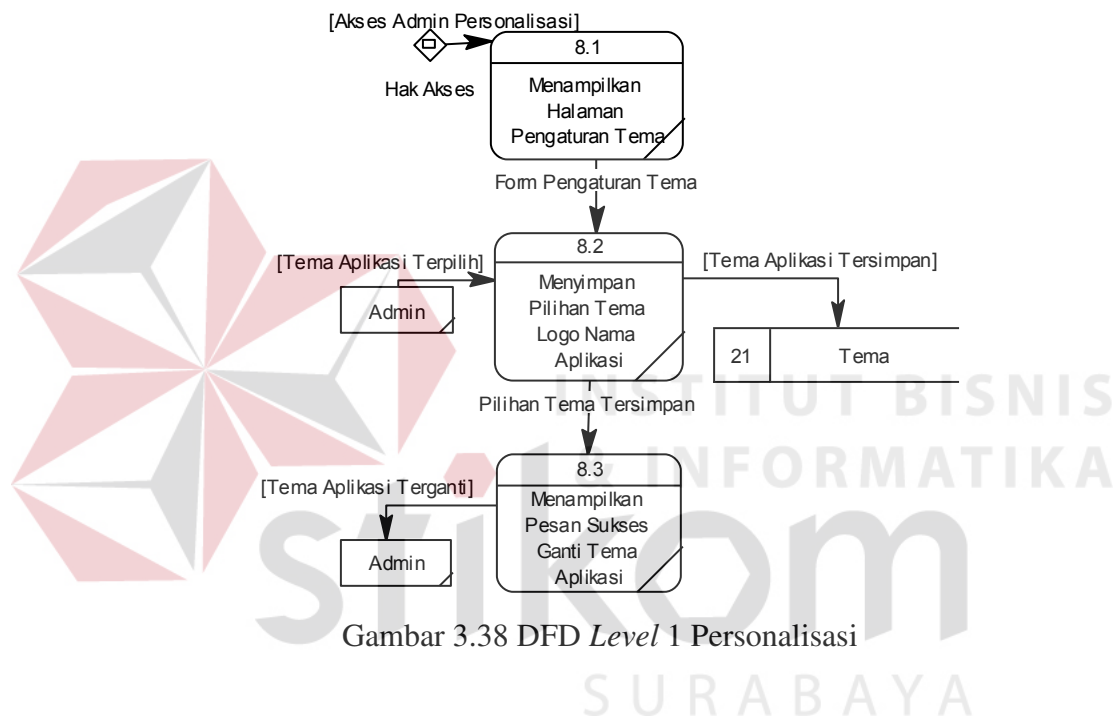 [Akses Admin Personalisasi]
8.1
Hak Akses
Menampilkan
Halaman
Pengaturan Tema
Form Pengaturan Tema
8.2
[Tema Aplikasi Terpilih]
[Tema Aplikasi Tersimpan]
Menyimpan
Pilihan Tema
Logo Nama
Aplikasi
Admin
21
Tema
Pilihan Tema Tersimpan
INSTITUT BISNIS
& INFORMATIKA
8.3
[Tema Aplikasi Terganti]
Menampilkan
Pesan Sukses
Ganti Tema
Aplikasi
Admin
stikom
Gambar 3.38 DFD Level 1 Personalisasi
SURABAYA